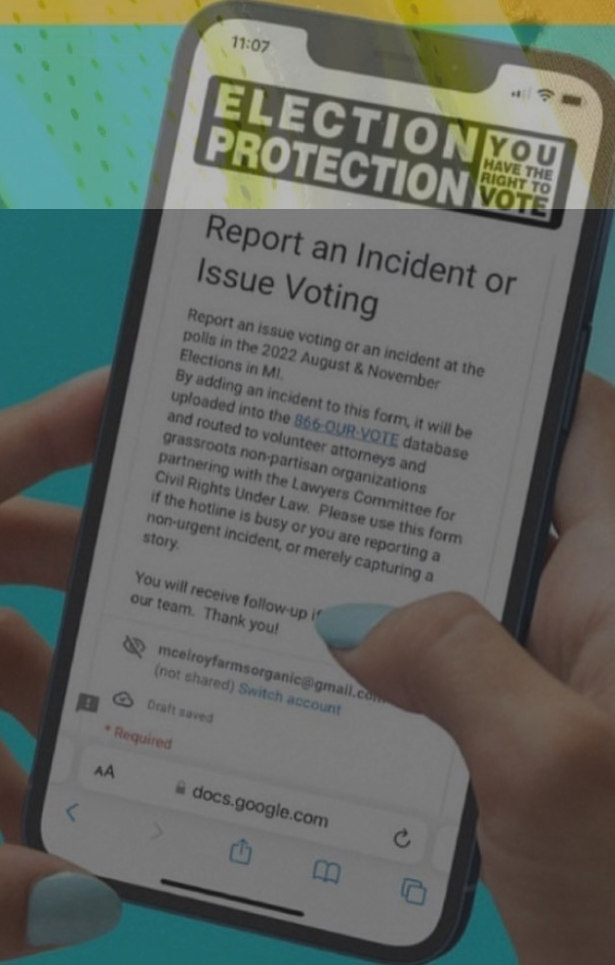 11:07
ELECTION
PROTECTION
YOU
HAVE THE
RIGHT TO
VOTE
Report an Incident or
Issue Voting
Report an issue voting or an incident at the
polls in the 2022 August & November
Elections in MI.
By adding an incident to this form, it will be
uploaded into the 866-OUR-VOTE database
and routed to volunteer attorneys and
grassroots non-partisan organizations
partnering with the Lawyers Committee for
Civil Rights Under Law. Please use this form
if the hotline is busy or you are reporting a
non-urgent incident, or merely capturing a
story.
You will receive follow-up
our team. Thank you!
mcelroyfarmsorganic@gmail.com
(not shared) Switch account
Draft saved
* Required
AA
docs.google.com